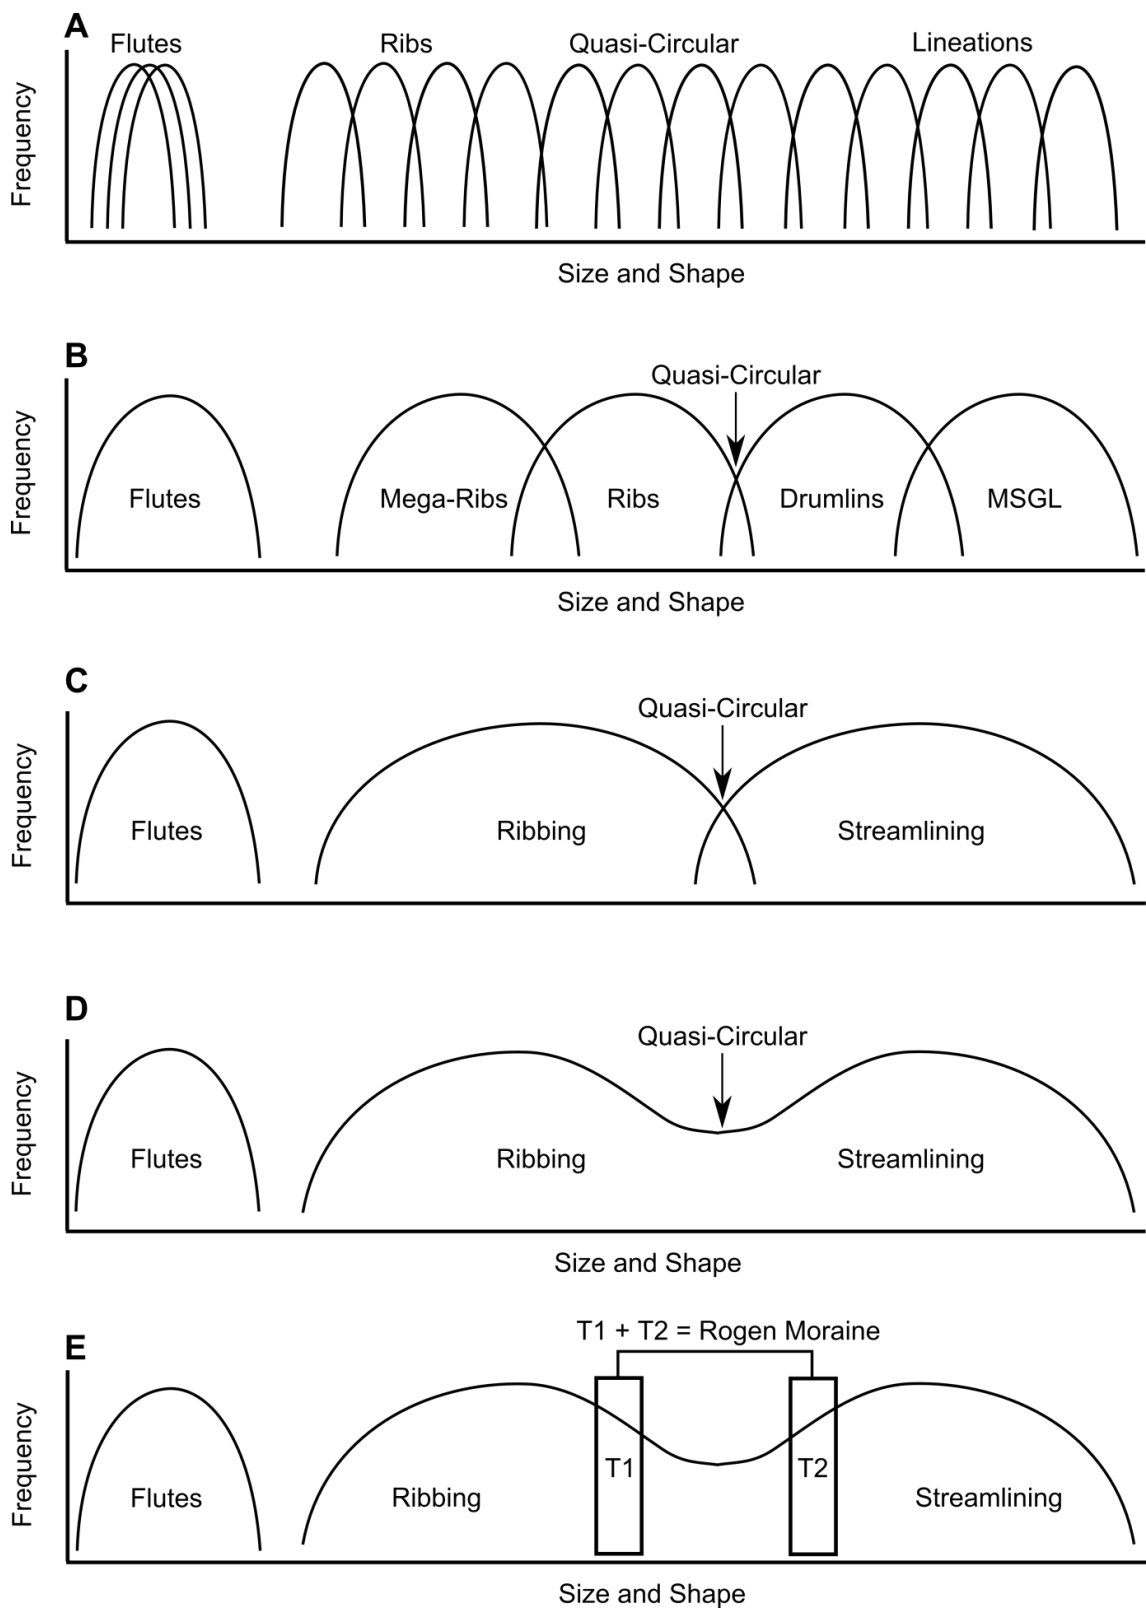 A
Flutes Ribs Quasi-Circular Lineations
Frequency
Size and Shape
B
Quasi-Circular
Frequency
Flutes Mega-Ribs Ribs Drumlins MSGL
Size and Shape
C
Quasi-Circular
Frequency
Flutes Ribbing Streamlining
D
Quasi-Circular
Frequency
Flutes Ribbing Streamlining
Size and Shape
T1 + T2 = Rogen Moraine
E
Frequency
T1 T2
Flutes Ribbing Streamlining
Size and Shape